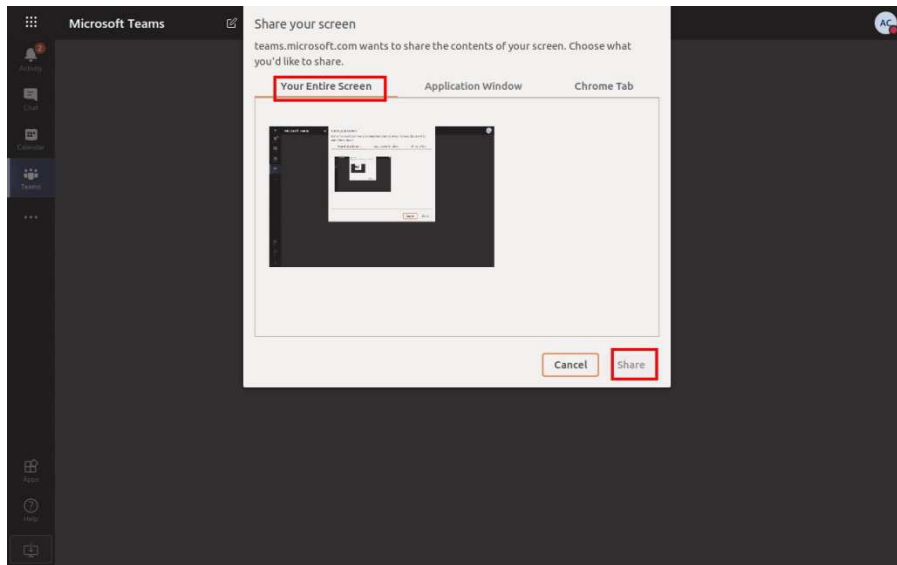 Microsoft Teams
AC
2
Activity
Chat
Calendar
Teams
Apps
Help
Share your screen
teams.microsoft.com wants to share the contents of your screen. Choose what
you'd like to share.
Your Entire Screen
Application Window
Chrome Tab
Cancel
Share